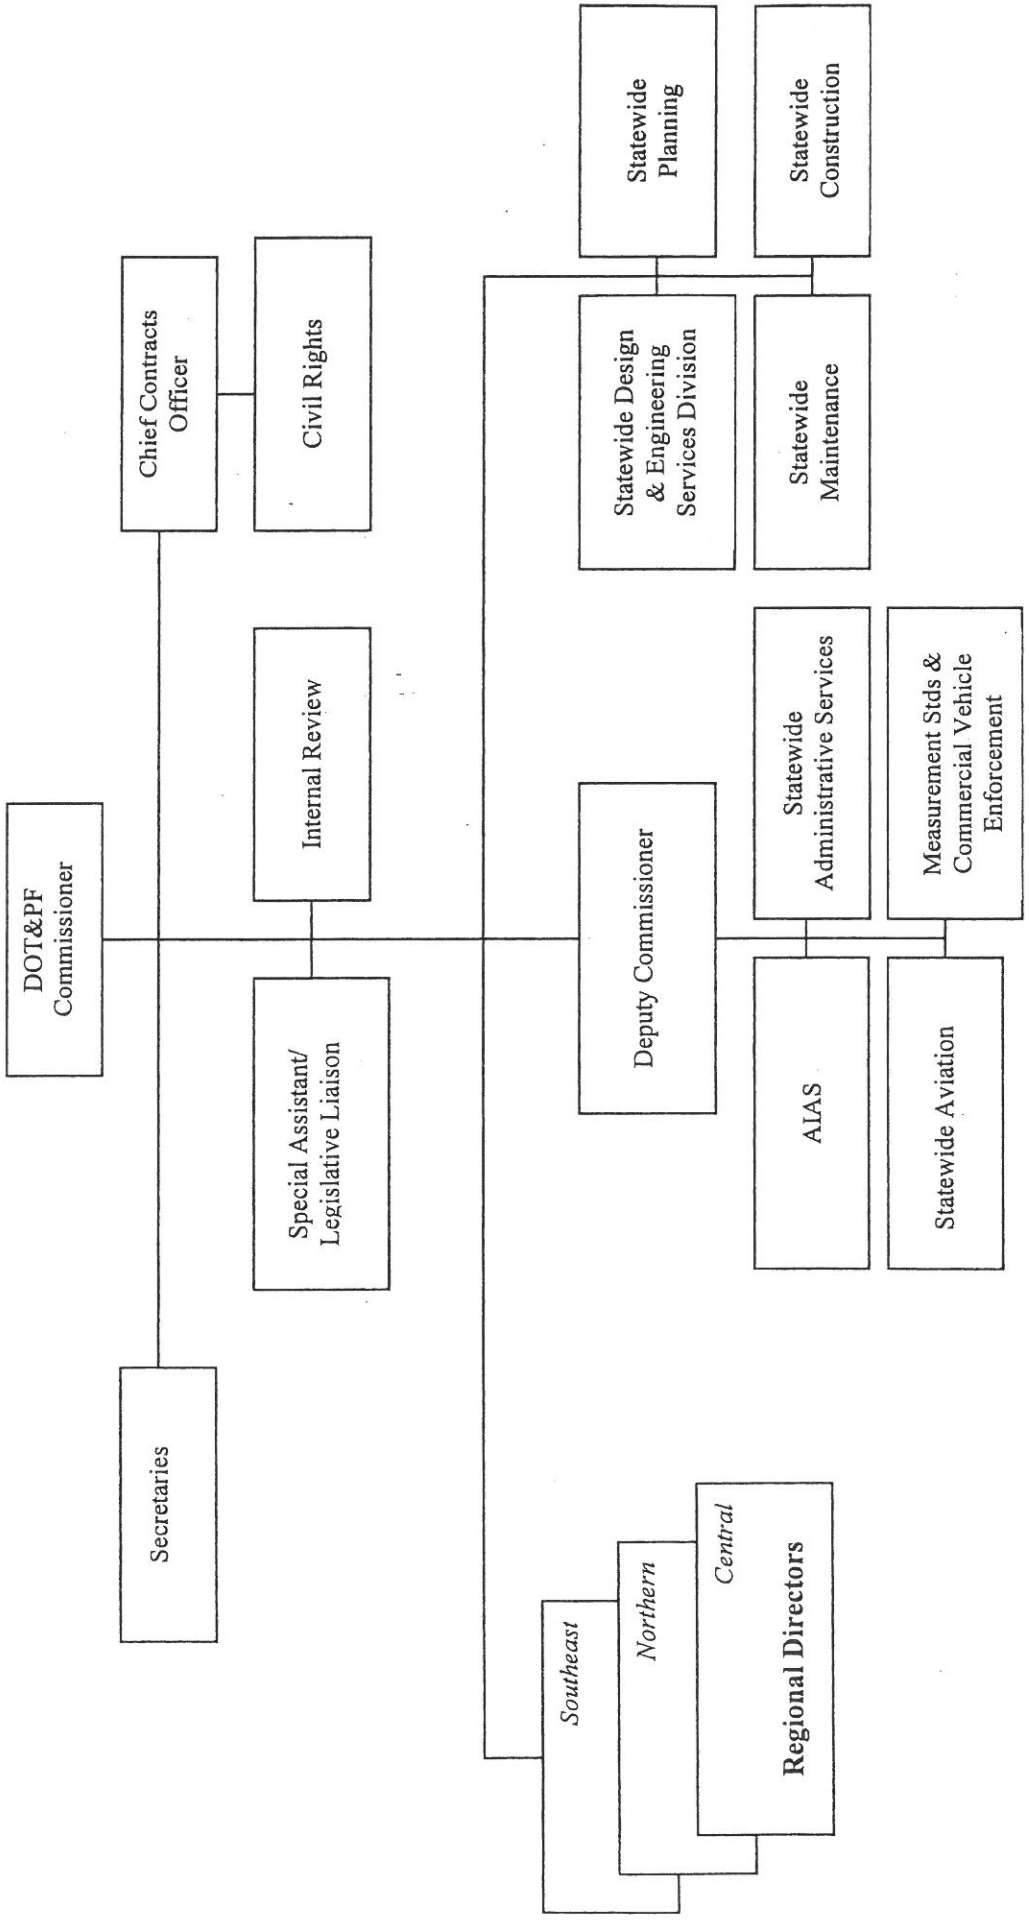 DOT&PF
Commissioner
Secretaries
Chief Contracts
Officer
Special Assistant/
Legislative Liaison
Internal Review
Civil Rights
Southeast
Northern
Central
Regional Directors
Deputy Commissioner
AIAS
Statewide
Administrative Services
Statewide Aviation
Measurement Stds &
Commercial Vehicle
Enforcement
Statewide Design
& Engineering
Services Division
Statewide
Planning
Statewide
Maintenance
Statewide
Construction